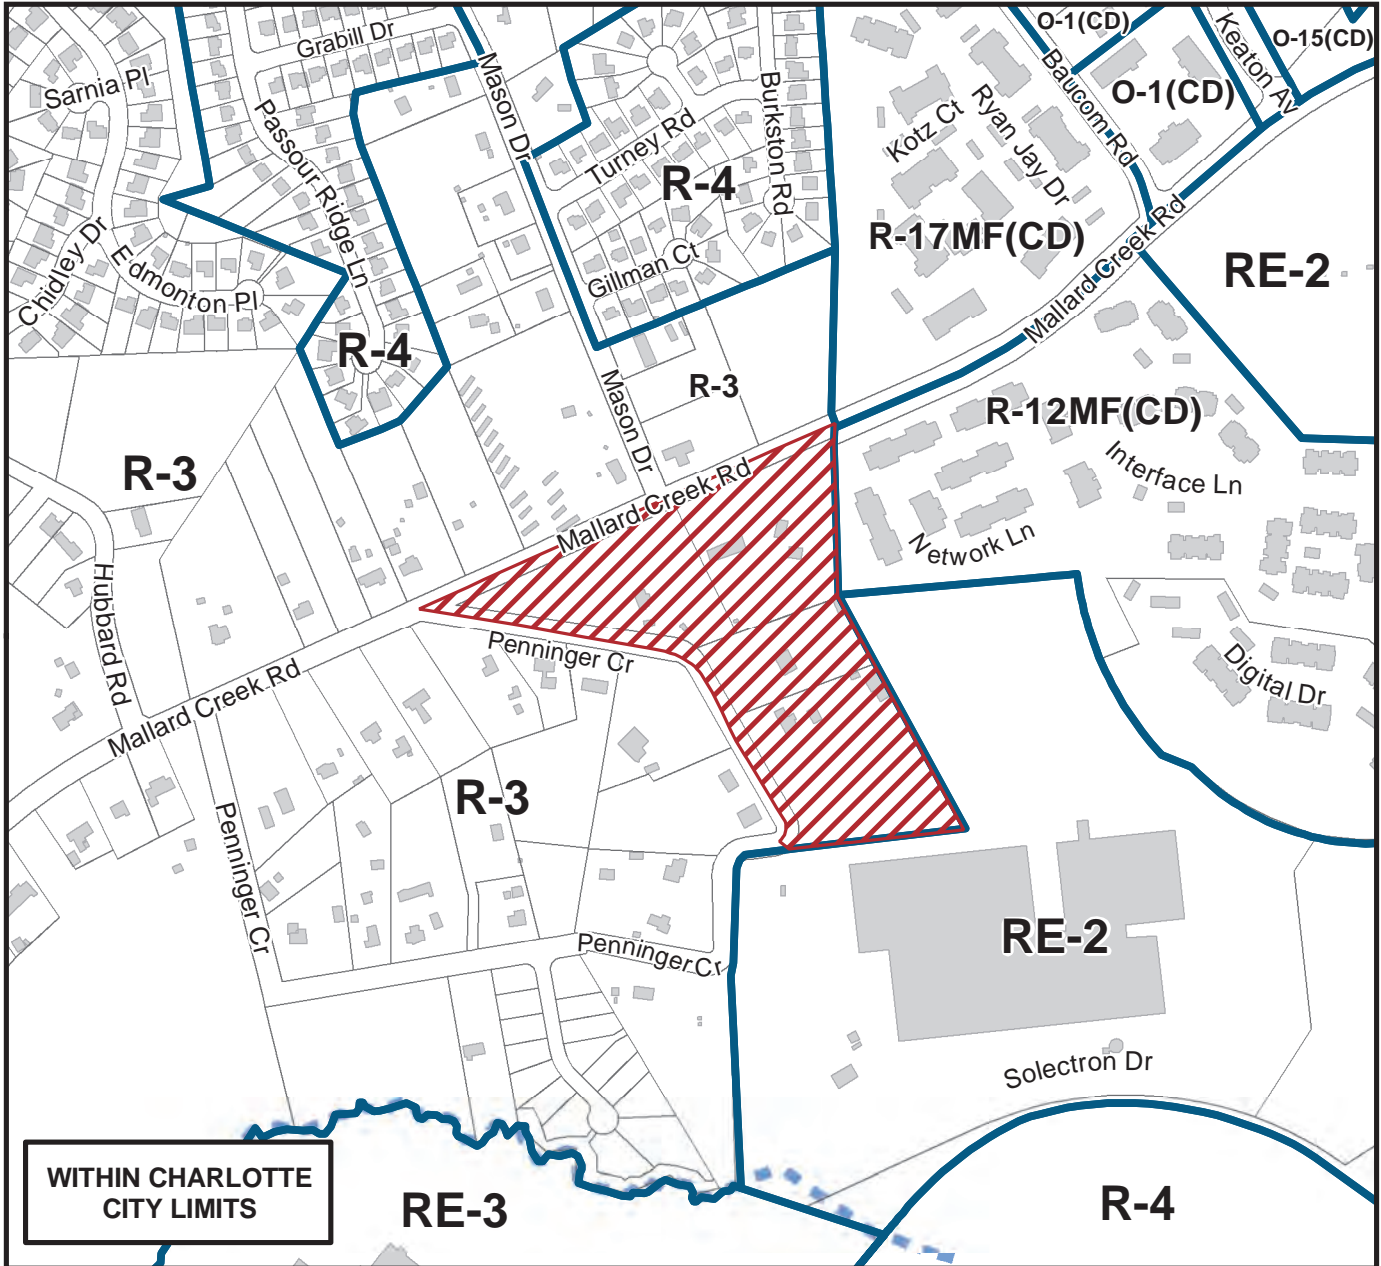 O-1(CD)
Keaton Av
O-15(CD)
Grabill Dr
Sarnia Pl
Mason Dr
Baucom Rd
O-1(CD)
Passour Ridge Ln
Burkston Rd
Kotz Ct
Ryan Jay Dr
Turney Rd
R-4
R-17MF(CD)
Mallard Creek Rd
RE-2
Chidley Dr
Edmonton Pl
Gillman Ct
R-4
R-3
Mason Dr
R-12MF(CD)
Interface Ln
R-3
Mallard Creek Rd
Network Ln
Hubbard Rd
Penninger Cr
Digital Dr
Mallard Creek Rd
R-3
Penninger Cr
RE-2
Penninger Cr
Solectron Dr
WITHIN CHARLOTTE
CITY LIMITS
RE-3
R-4